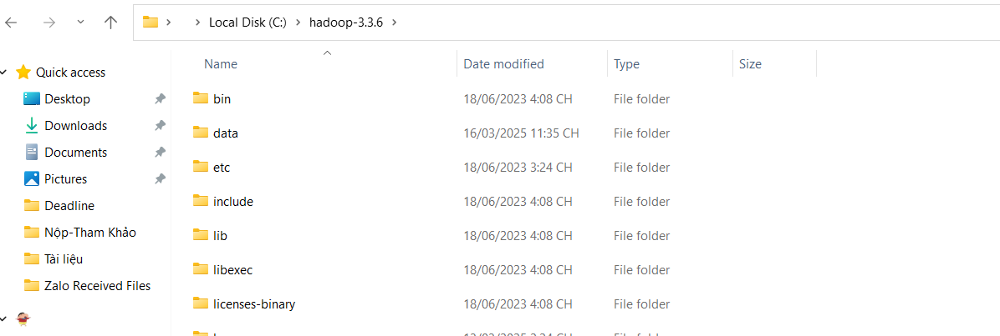 Local Disk (C:) hadoop-3.3.6
Name Date modified Type Size
Quick access
Desktop
Downloads
Documents
Pictures
Deadline
Nộp-Tham Khảo
Tài liệu
Zalo Received Files
bin 18/06/2023 4:08 CH File folder
data 16/03/2025 11:35 CH File folder
etc 18/06/2023 3:24 CH File folder
include 18/06/2023 4:08 CH File folder
lib 18/06/2023 4:08 CH File folder
libexec 18/06/2023 4:08 CH File folder
licenses-binary 18/06/2023 4:08 CH File folder